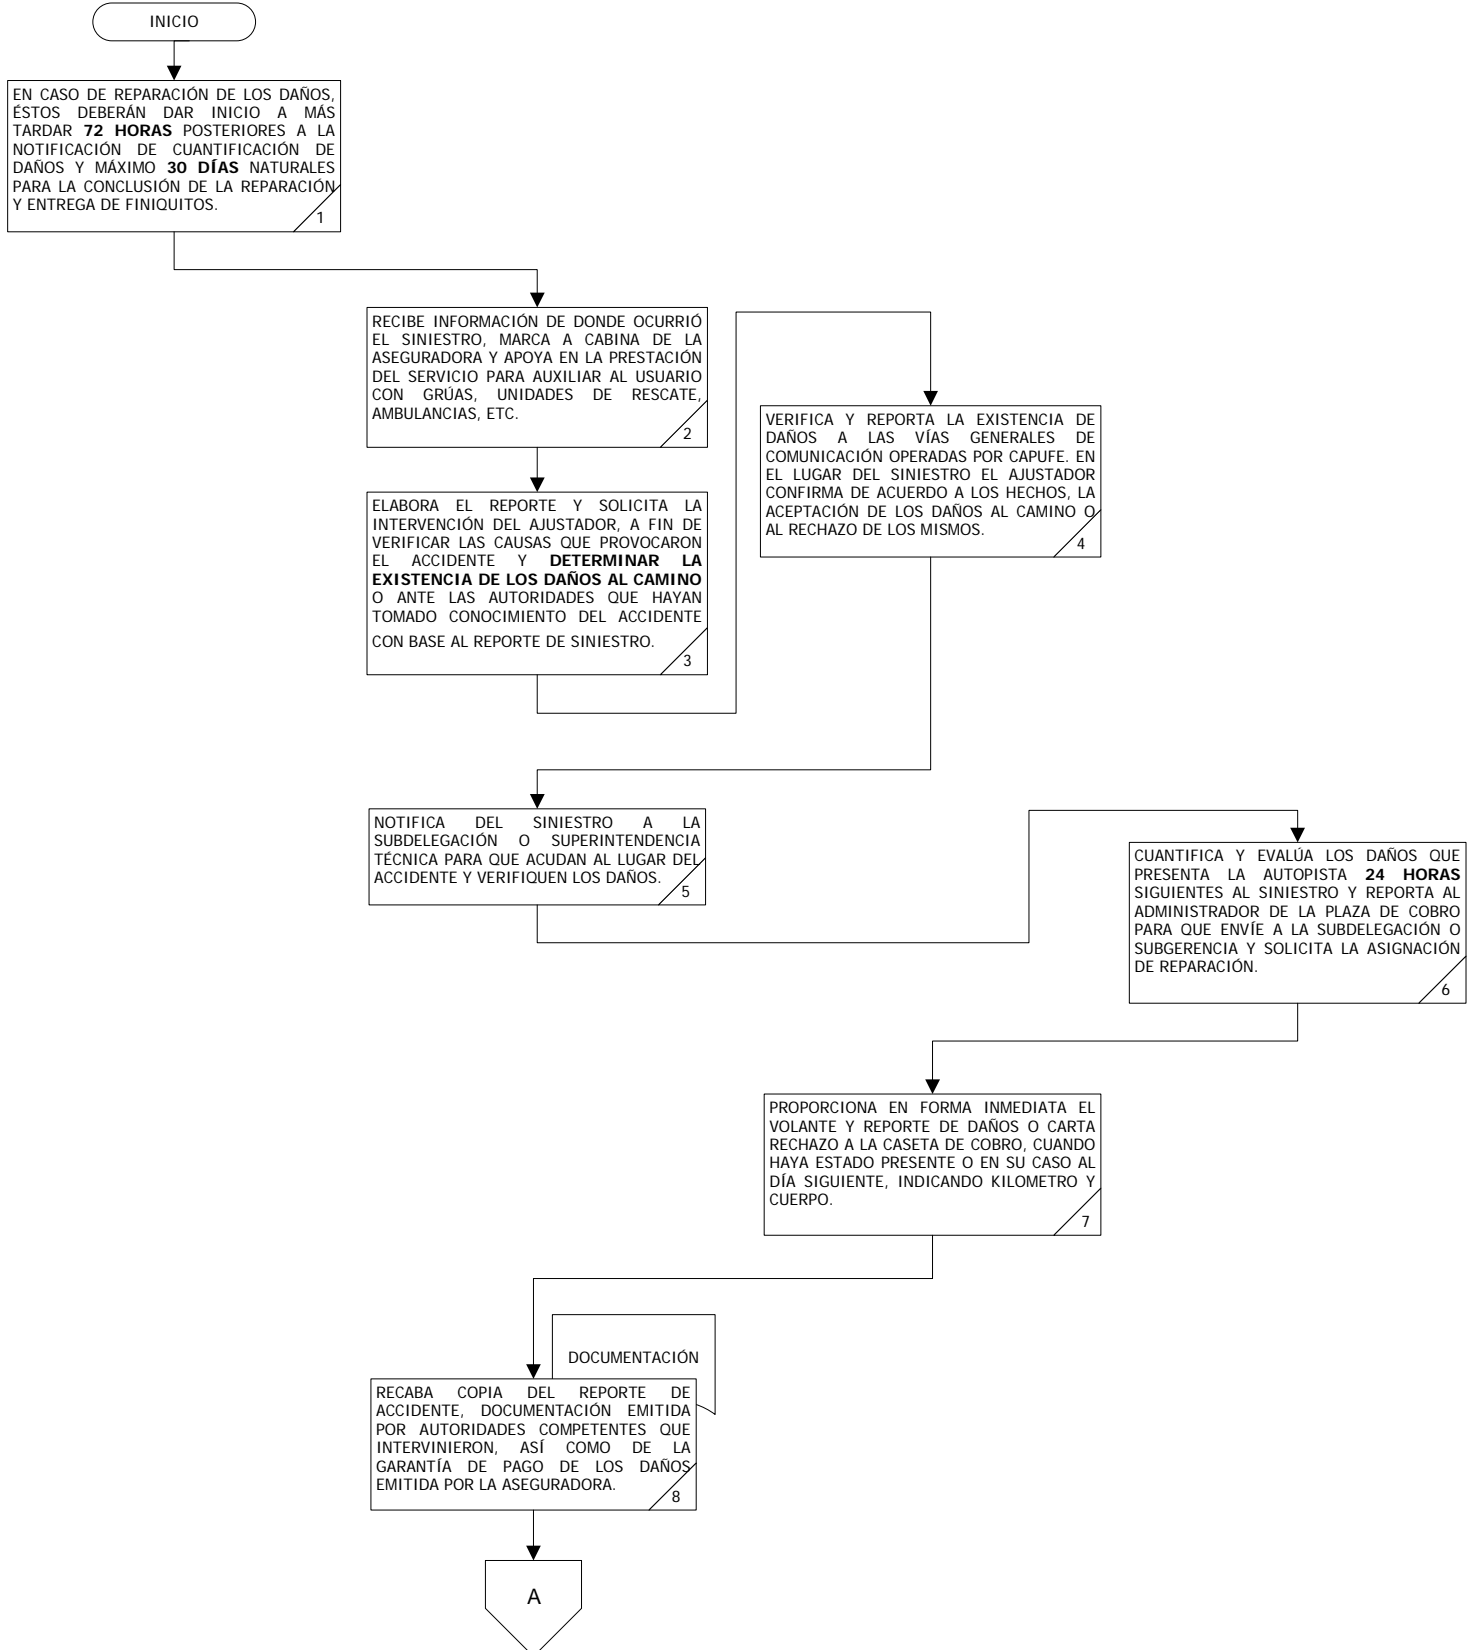 INICIO
EN CASO DE REPARACIÓN DE LOS DAÑOS,
ÉSTOS DEBERÁN DAR INICIO A MÁS
TARDAR 72 HORAS POSTERIORES A LA
NOTIFICACIÓN DE CUANTIFICACIÓN DE
DAÑOS Y MÁXIMO 30 DÍAS NATURALES
PARA LA CONCLUSIÓN DE LA REPARACIÓN
Y ENTREGA DE FINIQUITOS.
1
RECIBE INFORMACIÓN DE DONDE OCURRIÓ
EL SINIESTRO, MARCA A CABINA DE LA
ASEGURADORA Y APOYA EN LA PRESTACIÓN
DEL SERVICIO PARA AUXILIAR AL USUARIO
CON GRÚAS, UNIDADES DE RESCATE,
AMBULANCIAS, ETC.
2
ELABORA EL REPORTE Y SOLICITA LA
INTERVENCIÓN DEL AJUSTADOR, A FIN DE
VERIFICAR LAS CAUSAS QUE PROVOCARON
EL ACCIDENTE Y DETERMINAR LA
EXISTENCIA DE LOS DAÑOS AL CAMINO
O ANTE LAS AUTORIDADES QUE HAYAN
TOMADO CONOCIMIENTO DEL ACCIDENTE
CON BASE AL REPORTE DE SINIESTRO.
3
VERIFICA Y REPORTA LA EXISTENCIA DE
DAÑOS A LAS VÍAS GENERALES DE
COMUNICACIÓN OPERADAS POR CAPUFE. EN
EL LUGAR DEL SINIESTRO EL AJUSTADOR
CONFIRMA DE ACUERDO A LOS HECHOS, LA
ACEPTACIÓN DE LOS DAÑOS AL CAMINO O
AL RECHAZO DE LOS MISMOS.
4
NOTIFICA DEL SINIESTRO A LA
SUBDELEGACIÓN O SUPERINTENDENCIA
TÉCNICA PARA QUE ACUDAN AL LUGAR DEL
ACCIDENTE Y VERIFIQUEN LOS DAÑOS.
5
CUANTIFICA Y EVALÚA LOS DAÑOS QUE
PRESENTA LA AUTOPISTA 24 HORAS
SIGUIENTES AL SINIESTRO Y REPORTA AL
ADMINISTRADOR DE LA PLAZA DE COBRO
PARA QUE ENVÍE A LA SUBDELEGACIÓN O
SUBGERENCIA Y SOLICITA LA ASIGNACIÓN
DE REPARACIÓN.
6
PROPORCIONA EN FORMA INMEDIATA EL
VOLANTE Y REPORTE DE DAÑOS O CARTA
RECHAZO A LA CASETA DE COBRO, CUANDO
HAYA ESTADO PRESENTE O EN SU CASO AL
DÍA SIGUIENTE, INDICANDO KILOMETRO Y
CUERPO.
7
DOCUMENTACIÓN
RECABA COPIA DEL REPORTE DE
ACCIDENTE, DOCUMENTACIÓN EMITIDA
POR AUTORIDADES COMPETENTES QUE
INTERVINIERON, ASÍ COMO DE LA
GARANTÍA DE PAGO DE LOS DAÑOS
EMITIDA POR LA ASEGURADORA.
8
A